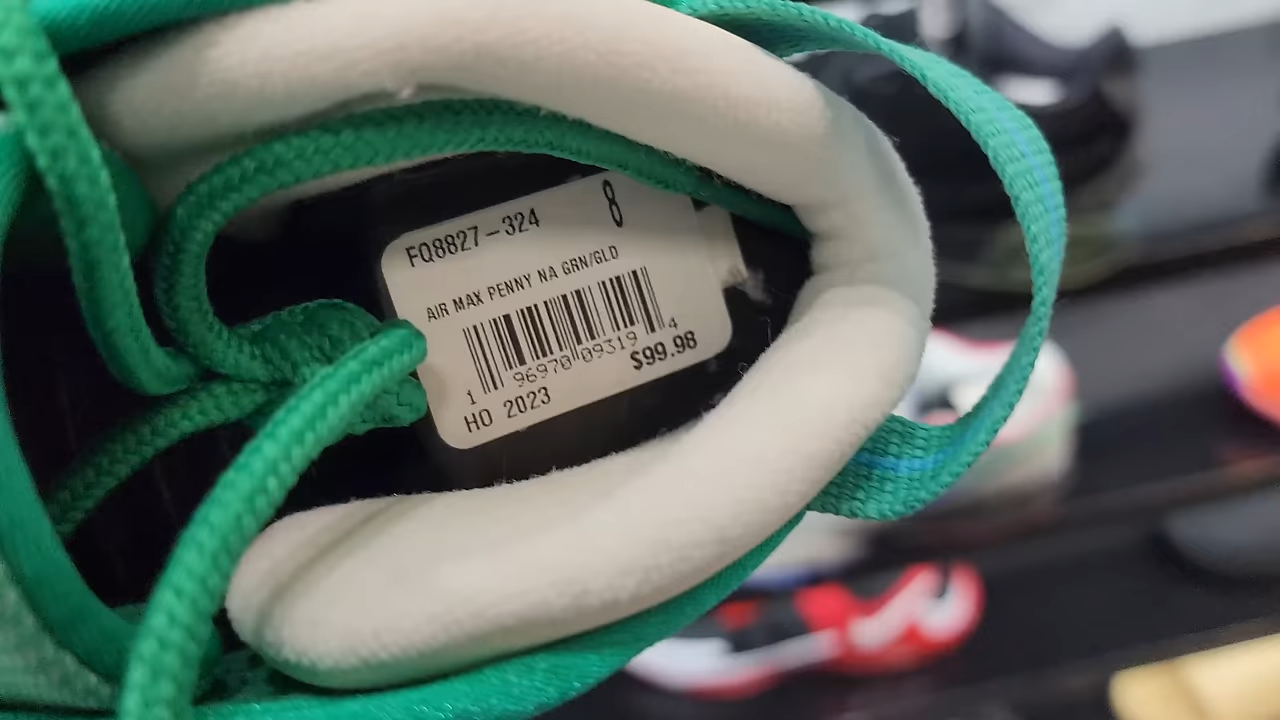 FQ8827-324 8
AIR MAX PENNY NA GRN/GLD
1 96970 09319 4
$99.98
HO 2023